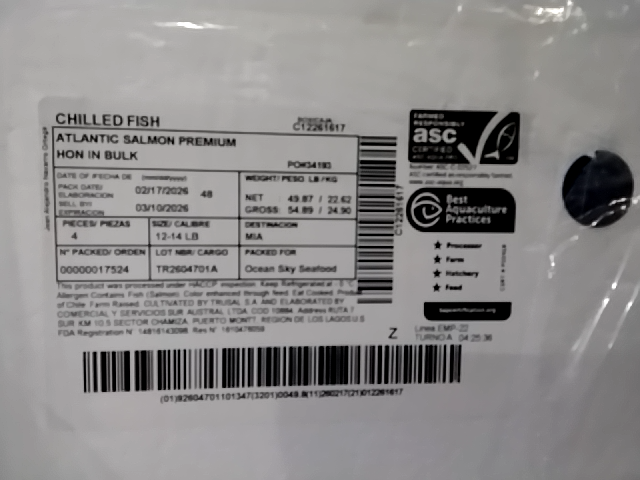 CHILLED FISH
C12261617
ATLANTIC SALMON PREMIUM
HON IN BULK
PO#34193
DATE OF /FECHA DE
PACK DATE/
ELABORACION
02/17/2026 48
SELL BY/
EXPIRACION
03/10/2026
WEIGHT/ PESO LB/KG
NET : 49.87 / 22.62
GROSS: 54.89 / 24.90
PIECES/ PIEZAS
4
SIZE/ CALIBRE
12-14 LB
DESTINACION
MIA
N° PACKED/ ORDEN
00000017524
LOT NBR/ CARGO
TR2604701A
PACKED FOR
Ocean Sky Seafood
This product was processed under HACCP inspection. Keep Refrigerated at
Allergen Contains Fish (Salmon). Color enhanced through feed. Eat Cooked. Product
of Chile. Farm Raised. CULTIVATED BY TRUSAL S.A AND ELABORATED BY
COMERCIAL Y SERVICIOS SUR AUSTRAL LTDA. COD 10884. Address RUTA 7
SUR KM 10.5 SECTOR CHAMIZA, PUERTO MONTT. REGION DE LOS LAGOS
FDA Registration N°
Z
C12261617
(01)92604701101347(3201)0049.8(11)260217(21)012261617
FARMED
RESPONSIBLY
asc
CERTIFIED
Best
Aquaculture
Practices
Processor
Farm
Hatchery
Feed
Linea EMP-22
TURNO A 04:25:36